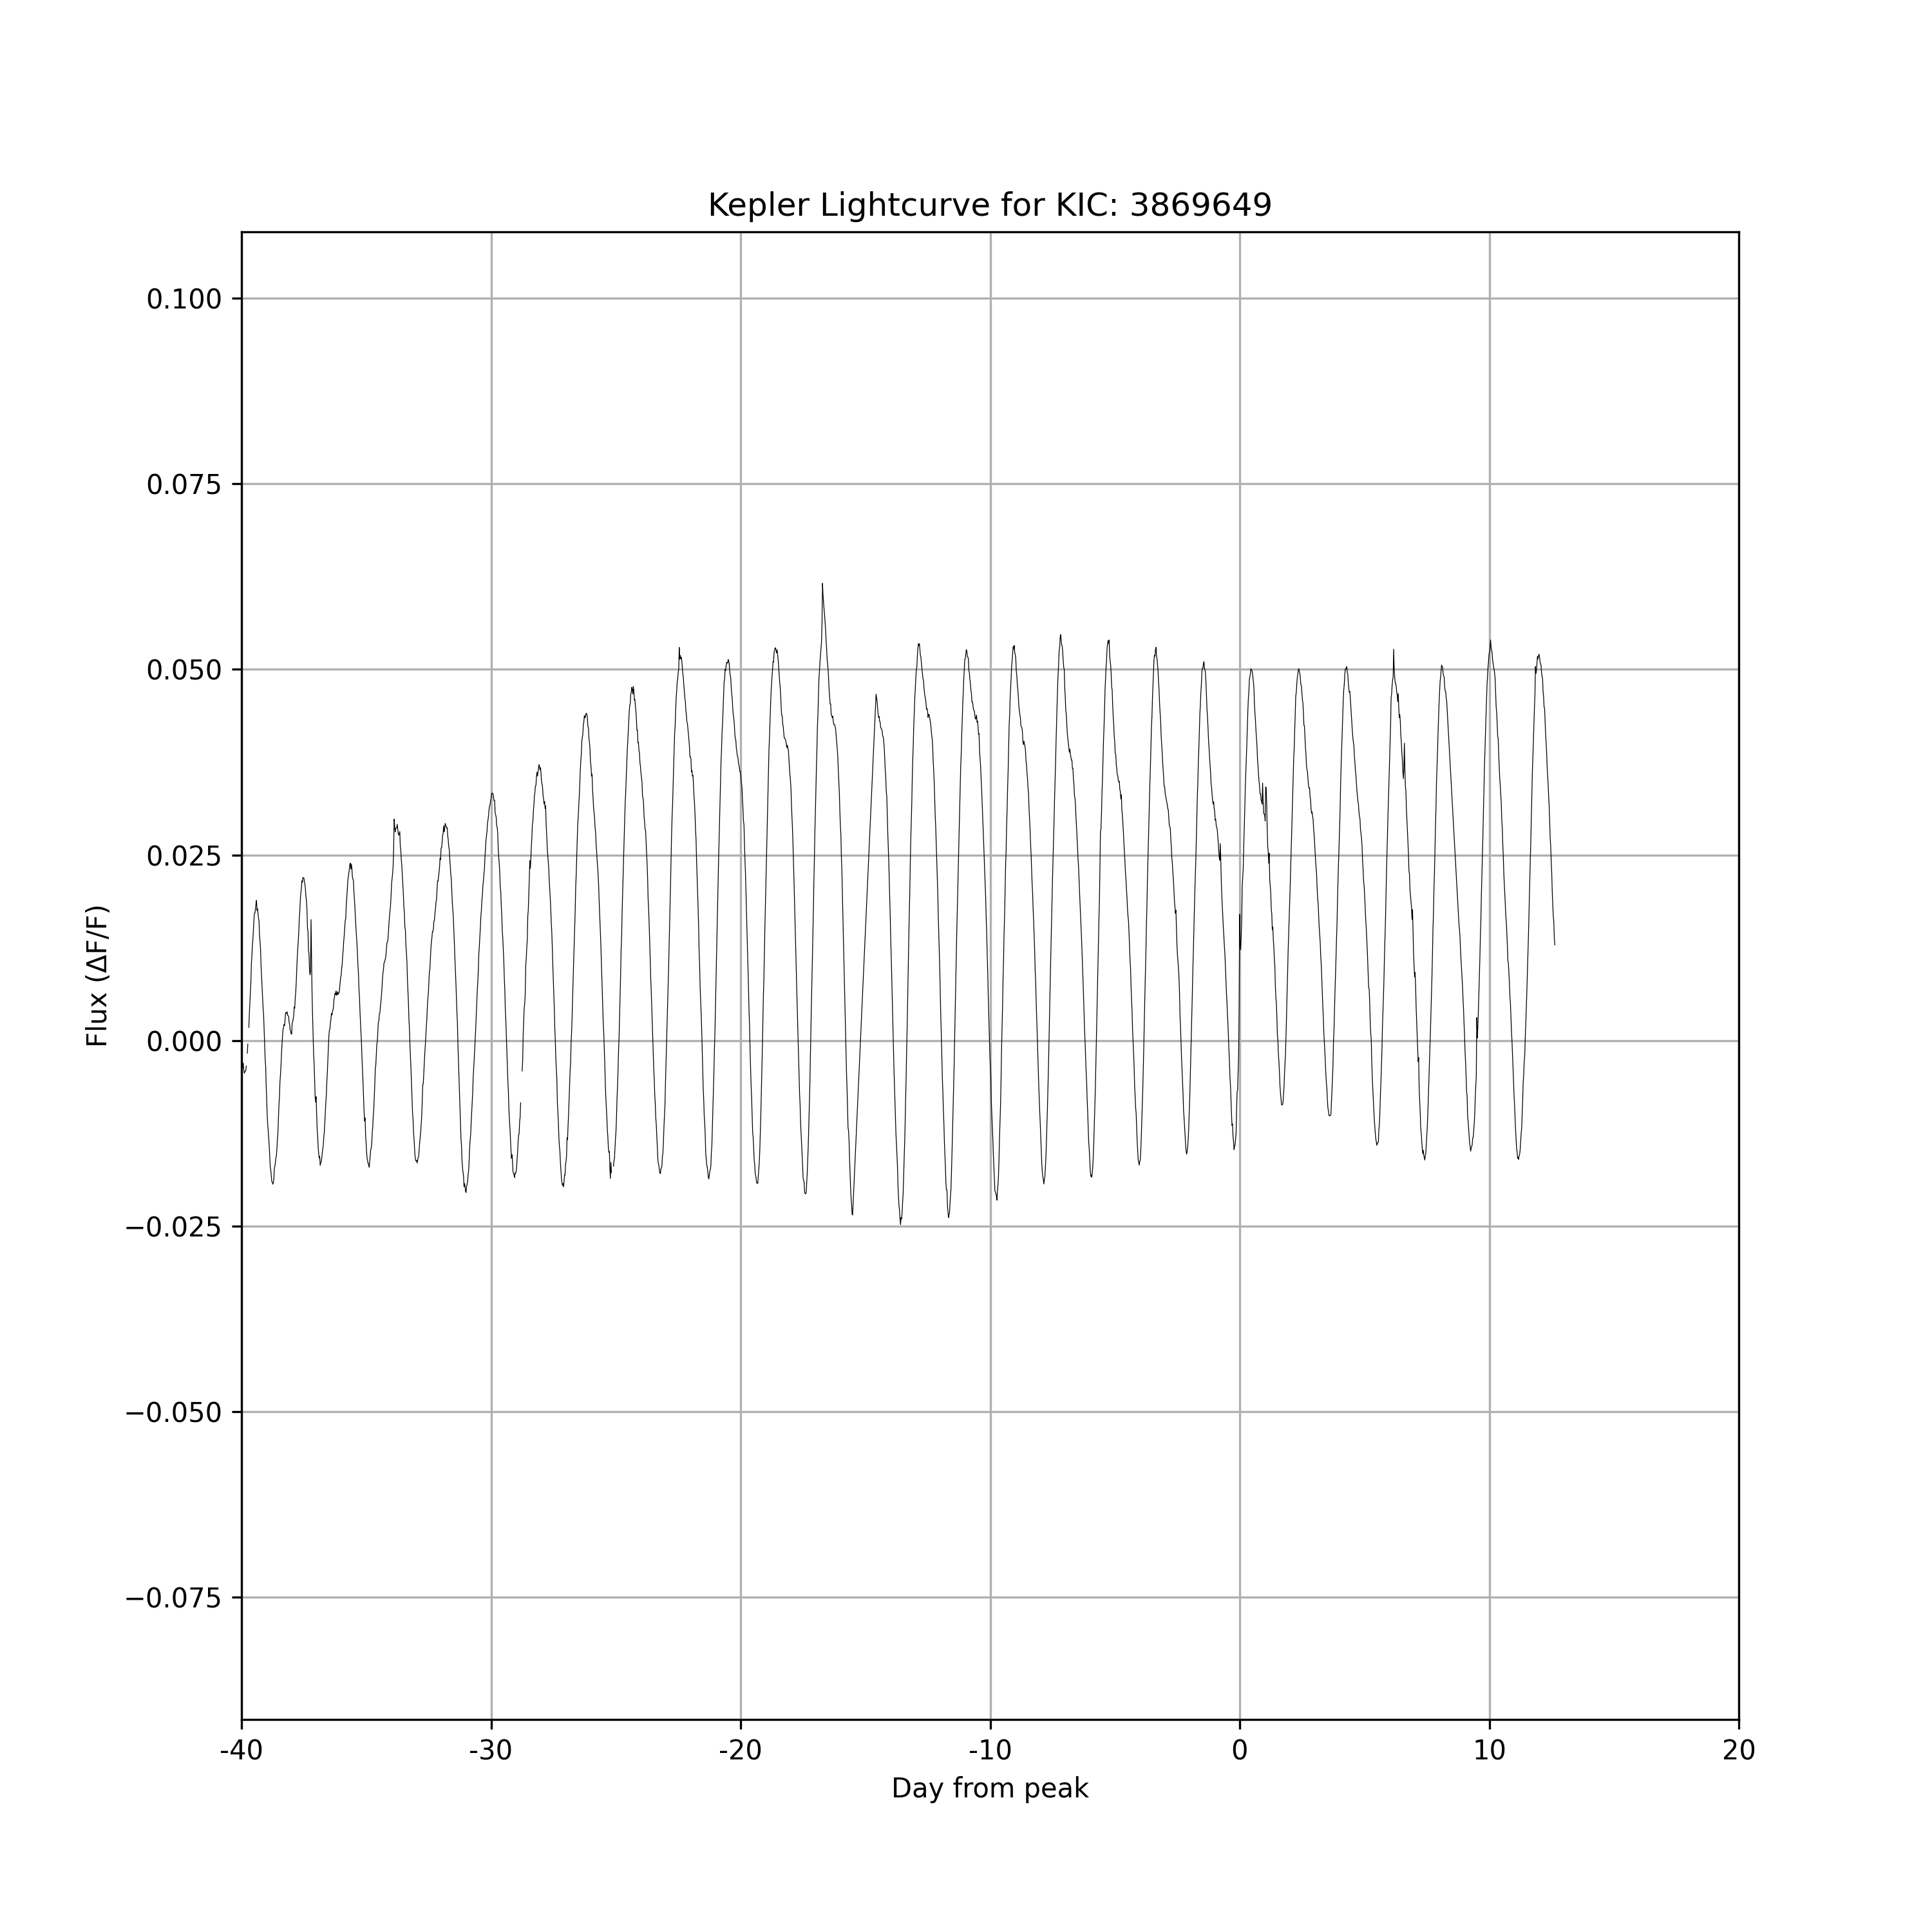 Kepler Lightcurve for KIC: 3869649
0.100
0.075
0.050
0.025
0.000
−0.025
−0.050
−0.075
Flux (ΔF/F)
-40 -30 -20 -10 0 10 20
Day from peak